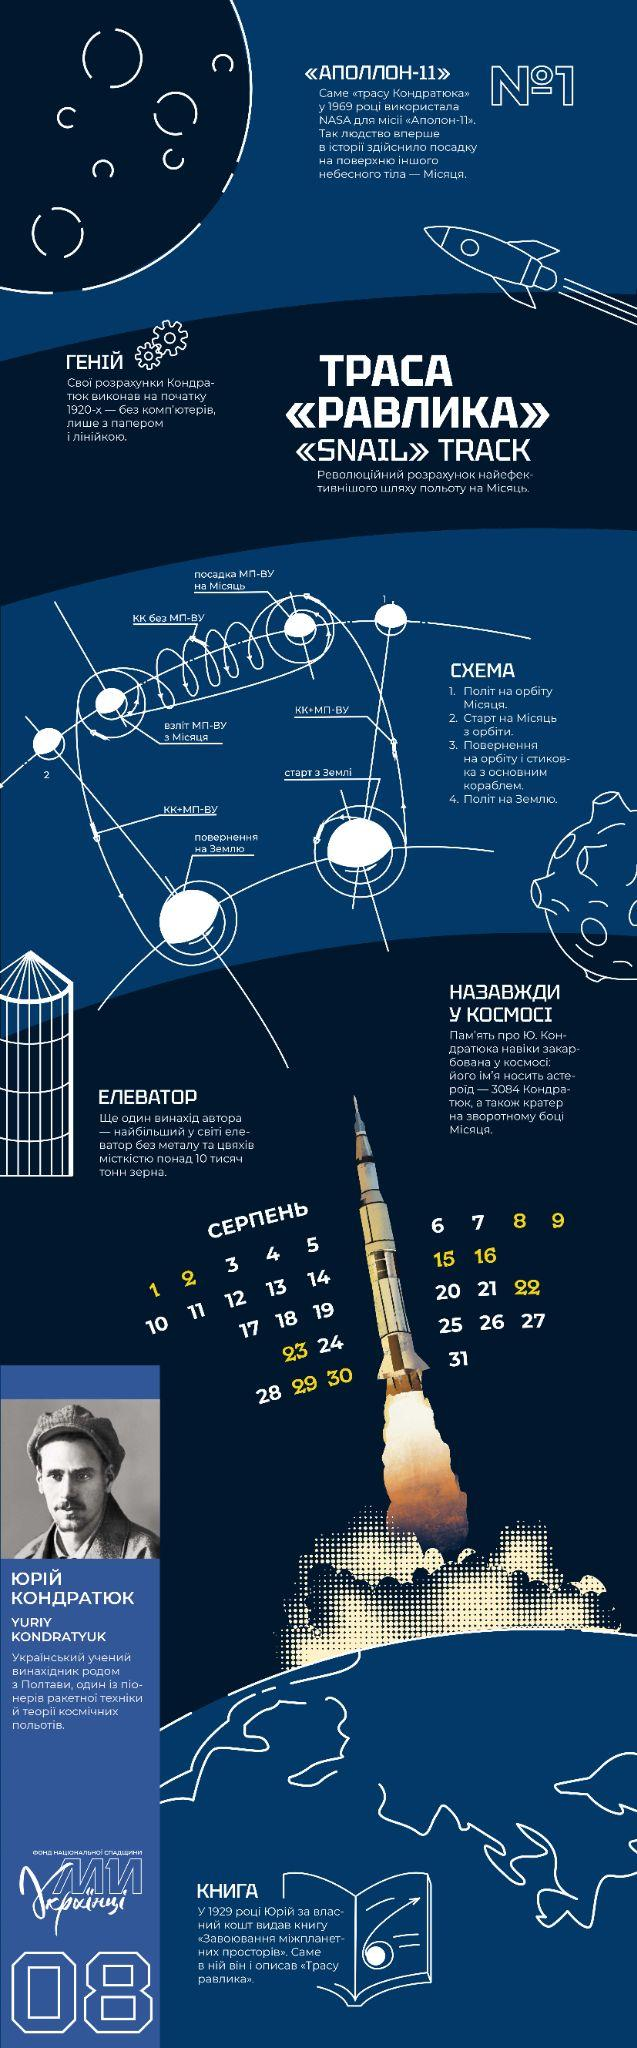 «АПОЛЛОН-11»
№1
Саме «трасу Кондратюка»
у 1969 році використала
NASA для місії «Аполон-11».
Так людство вперше
в історії здійснило посадку
на поверхню іншого
небесного тіла — Місяця.
ГЕНІЙ
Свої розрахунки Кондра-
тюк виконав на початку
1920-х — без комп'ютерів,
лише з папером
і лінійкою.
ТРАСА
«РАВЛИКА»
«SNAIL» TRACK
Революційний розрахунок найефек-
тивнішого шляху польоту на Місяць.
посадка МП-ВУ
на Місяць
КК без МП-ВУ
1
КК+МП-ВУ
взліт МП-ВУ
з Місяця
2
старт з Землі
КК+МП-ВУ
повернення
на Землю
СХЕМА
1. Політ на орбіту
Місяця.
2. Старт на Місяць
з орбіти.
3. Повернення
на орбіту і стиков-
ка з основним
кораблем.
4. Політ на Землю.
НАЗАВЖДИ
У КОСМОСІ
Пам'ять про Ю. Кон-
дратюка навіки закар-
бована у космосі:
його ім'я носить асте-
роїд — 3084 Кондра-
тюк, а також кратер
на зворотному боці
Місяця.
ЕЛЕВАТОР
Ще один винахід автора
— найбільший у світі еле-
ватор без металу та цвяхів
місткістю понад 10 тисяч
тонн зерна.
СЕРПЕНЬ
1 2 3 4 5 6 7 8 9
10 11 12 13 14 15 16
17 18 19 20 21 22
23 24 25 26 27
28 29 30 31
ЮРІЙ
КОНДРАТЮК
YURIY
KONDRATYUK
Український учений
винахідник родом
з Полтави, один із піо-
нерів ракетної техніки
й теорії космічних
польотів.
ФОНД НАЦІОНАЛЬНОЇ СПАДЩИНИ
МИ
Українці
08
КНИГА
У 1929 році Юрій за влас-
ний кошт видав книгу
«Завоювання міжпланет-
них просторів». Саме
в ній він і описав «Трасу
равлика».